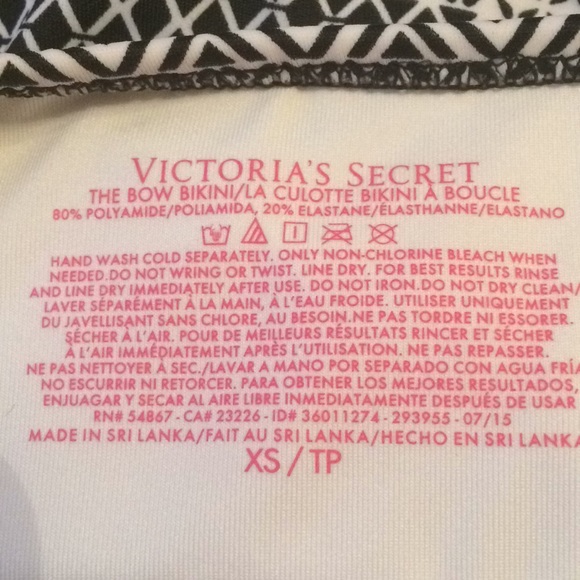 VICTORIA'S SECRET
THE BOW BIKINI/LA CULOTTE BIKINI À BOUCLE
80% POLYAMIDE/POLIAMIDA, 20% ELASTANE/ÉLASTHANNE/ELASTANO
HAND WASH COLD SEPARATELY. ONLY NON-CHLORINE BLEACH WHEN
NEEDED.DO NOT WRING OR TWIST. LINE DRY. FOR BEST RESULTS RINSE
AND LINE DRY IMMEDIATELY AFTER USE. DO NOT IRON.DO NOT DRY CLEAN/
LAVER SÉPARÉMENT À LA MAIN, À L'EAU FROIDE. UTILISER UNIQUEMENT
DU JAVELLISANT SANS CHLORE, AU BESOIN.NE PAS TORDRE NI ESSORER.
SÉCHER À L'AIR. POUR DE MEILLEURS RÉSULTATS RINCER ET SÉCHER
À L'AIR IMMÉDIATEMENT APRÈS L'UTILISATION. NE PAS REPASSER.
NE PAS NETTOYER À SEC./LAVAR A MANO POR SEPARADO CON AGUA FRÍA
NO ESCURRIR NI RETORCER. PARA OBTENER LOS MEJORES RESULTADOS,
ENJUAGAR Y SECAR AL AIRE LIBRE INMEDIATAMENTE DESPUÉS DE USAR
RN# 54867 - CA# 23226 - ID# 36011274 - 293955 - 07/15
MADE IN SRI LANKA/FAIT AU SRI LANKA/HECHO EN SRI LANKA
XS / TP